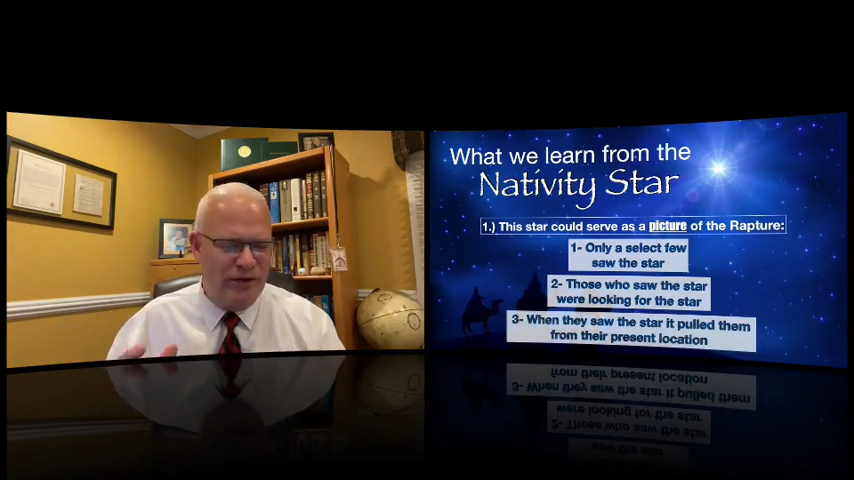 What we learn from the
Nativity Star
1.) This star could serve as a picture of the Rapture:
1- Only a select few
saw the star
2- Those who saw the star
were looking for the star
3- When they saw the star it pulled them
from their present location